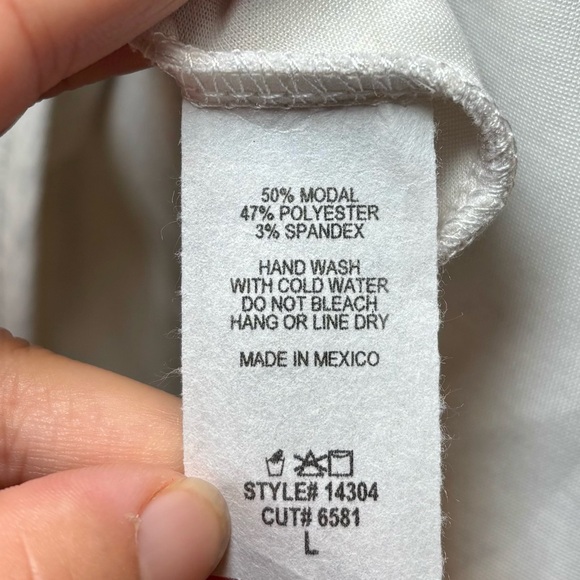 50% MODAL
47% POLYESTER
3% SPANDEX
HAND WASH
WITH COLD WATER
DO NOT BLEACH
HANG OR LINE DRY
MADE IN MEXICO
STYLE# 14304
CUT# 6581
L